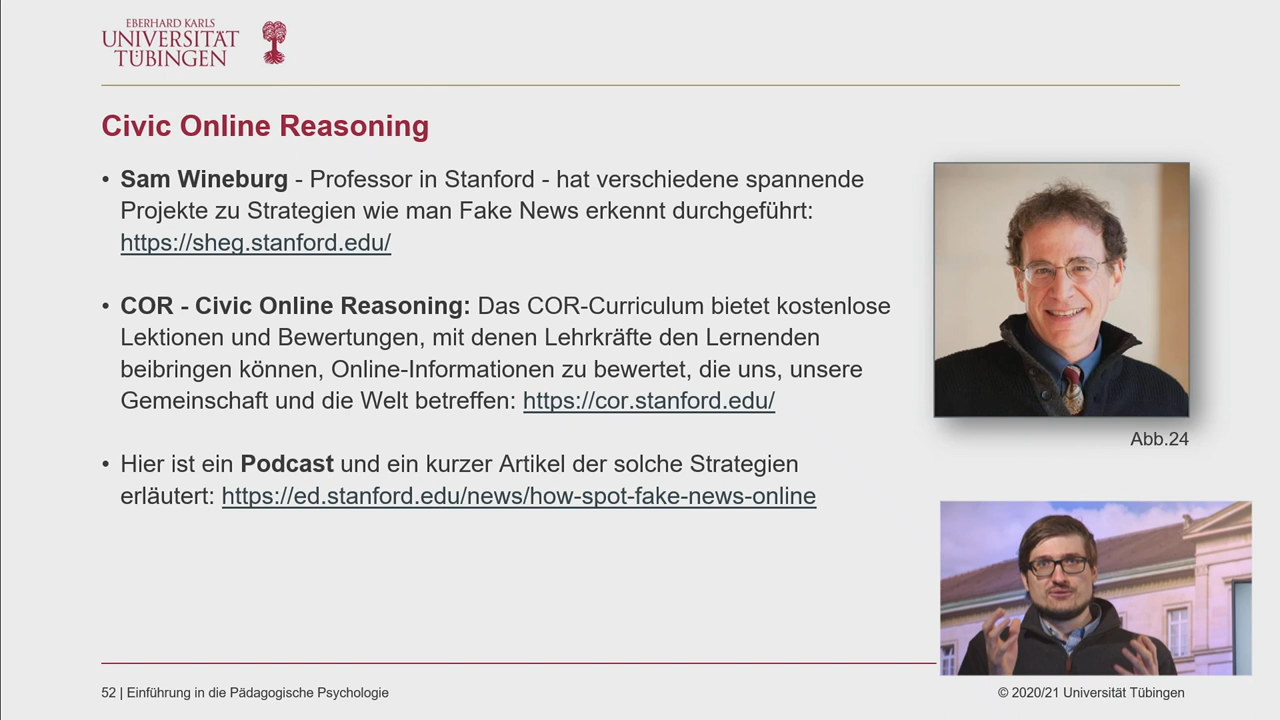 EBERHARD KARLS
UNIVERSITÄT
TÜBINGEN
Civic Online Reasoning
• Sam Wineburg - Professor in Stanford - hat verschiedene spannende
Projekte zu Strategien wie man Fake News erkennt durchgeführt:
https://sheg.stanford.edu/
• COR - Civic Online Reasoning: Das COR-Curriculum bietet kostenlose
Lektionen und Bewertungen, mit denen Lehrkräfte den Lernenden
beibringen können, Online-Informationen zu bewertet, die uns, unsere
Gemeinschaft und die Welt betreffen: https://cor.stanford.edu/
Abb.24
• Hier ist ein Podcast und ein kurzer Artikel der solche Strategien
erläutert: https://ed.stanford.edu/news/how-spot-fake-news-online
52 | Einführung in die Pädagogische Psychologie
© 2020/21 Universität Tübingen